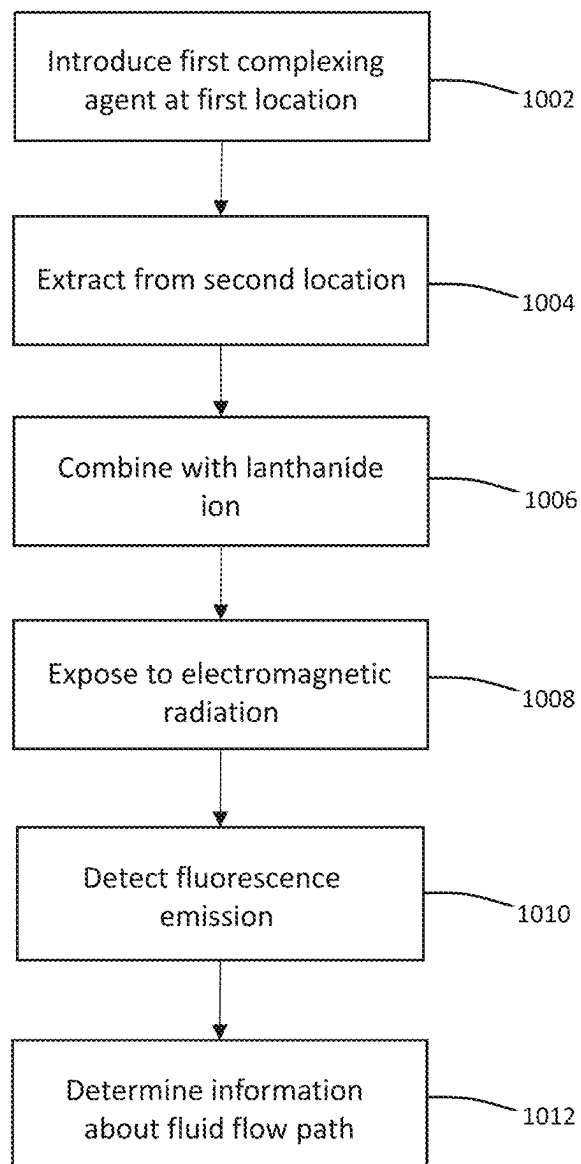 Introduce first complexing
agent at first location
1002
Extract from second location
1004
Combine with lanthanide
ion
1006
Expose to electromagnetic
radiation
1008
Detect fluorescence
emission
1010
Determine information
about fluid flow path
1012